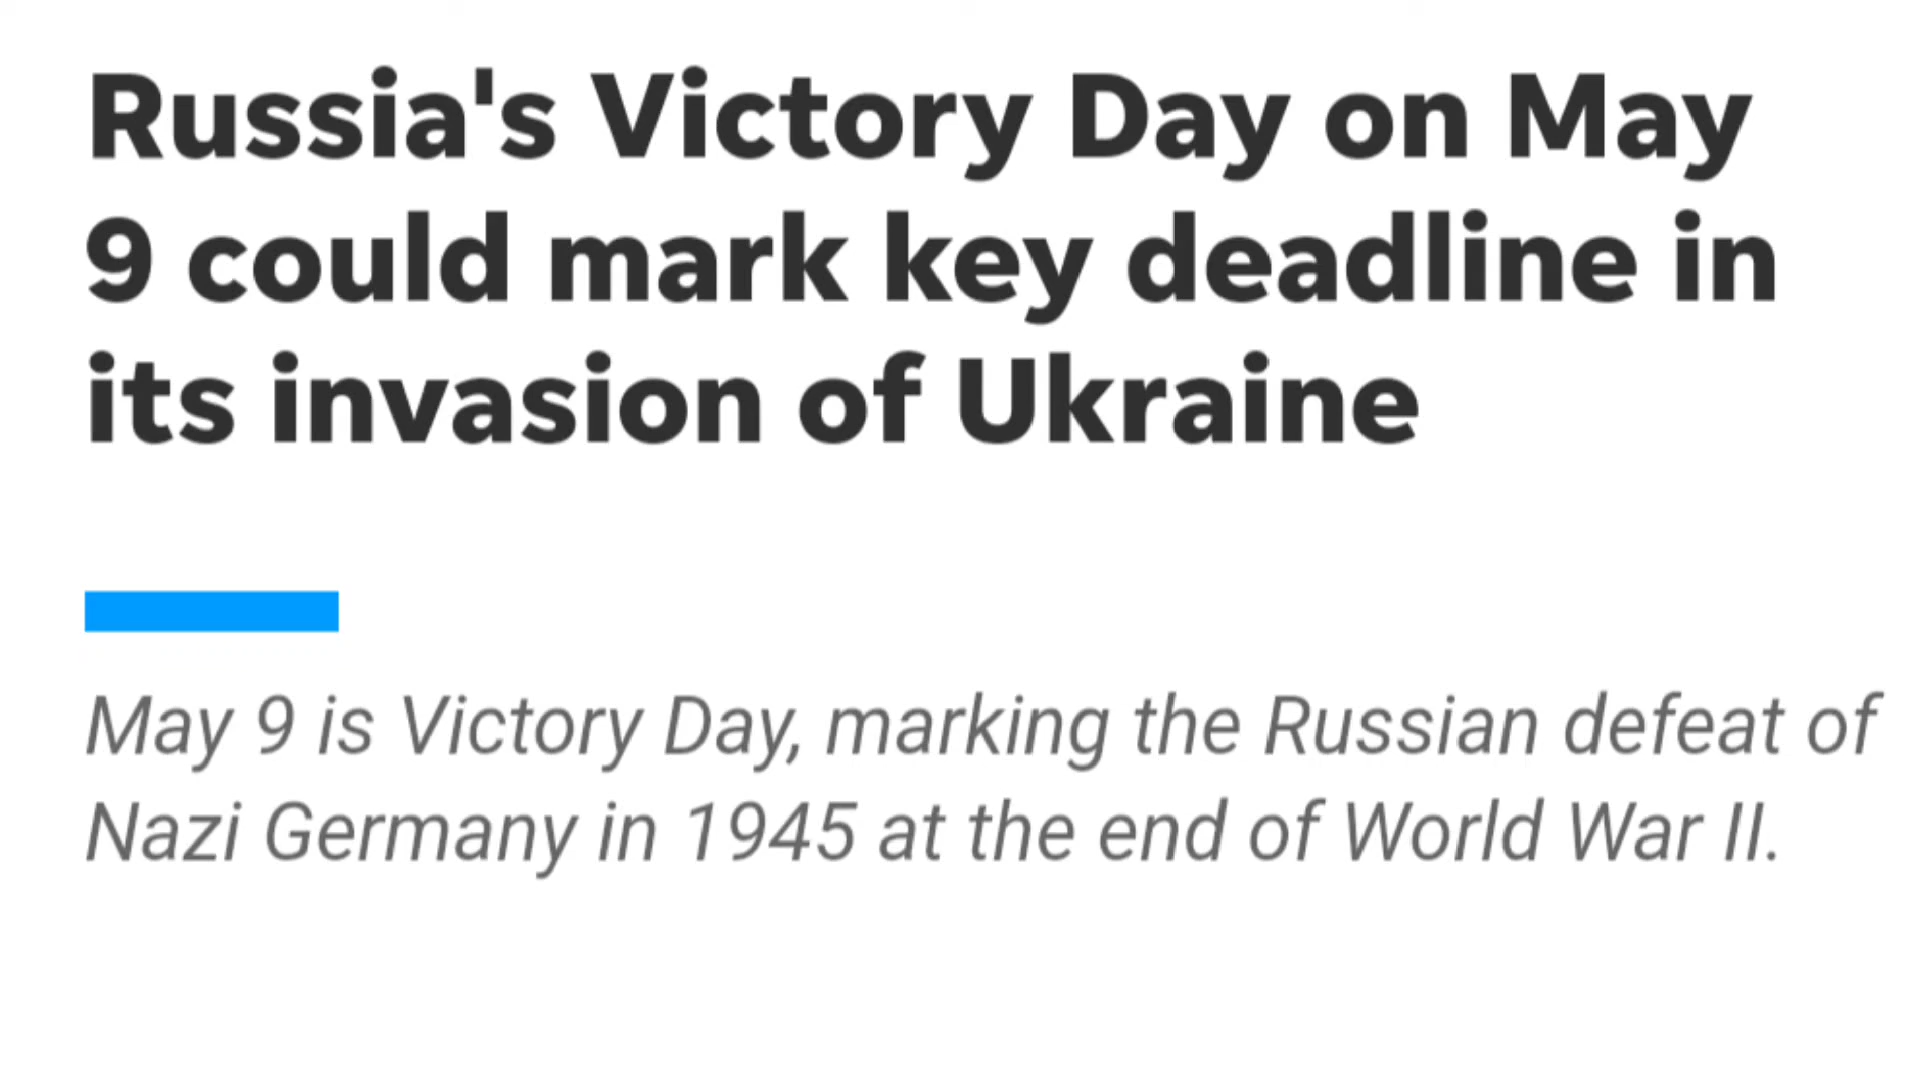 Russia's Victory Day on May
9 could mark key deadline in
its invasion of Ukraine
May 9 is Victory Day, marking the Russian defeat of
Nazi Germany in 1945 at the end of World War II.